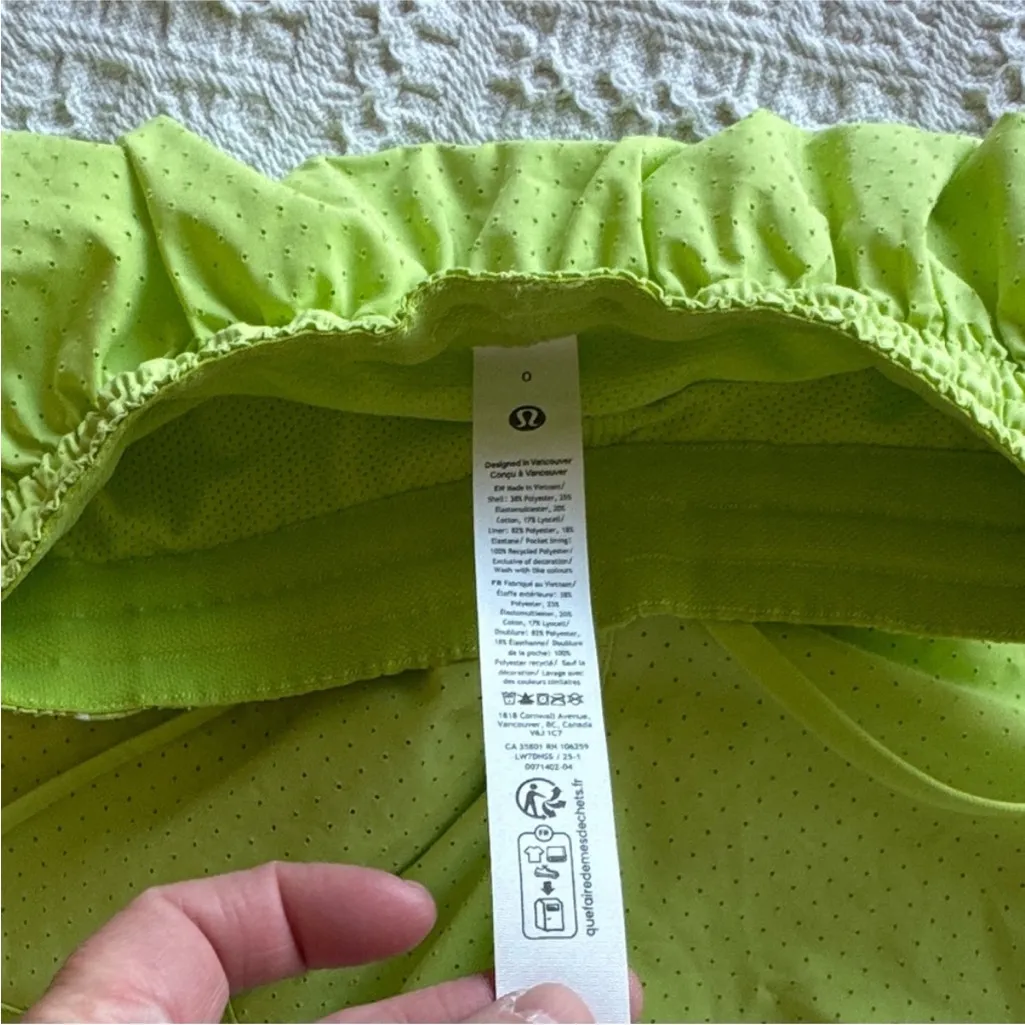 0
Designed in Vancouver
Conçu à Vancouver
EN Made in Vietnam/
Shell: 38% Polyester, 25%
Elastomultiester, 20%
Cotton, 17% Lyocell/
Liner: 82% Polyester, 18%
Elastane/ Pocket lining:
100% Recycled Polyester/
Exclusive of decoration/
Wash with like colours
FR Fabriqué au Vietnam/
Étoffe extérieure: 38%
Polyester, 25%
Élastomultiester, 20%
Coton, 17% Lyocell/
Doublure: 82% Polyester,
18% Élasthanne/ Doublure
de la poche: 100%
Polyester recyclé/ Sauf la
décoration/ Lavage avec
des couleurs similaires
1818 Cornwall Avenue,
Vancouver, BC, Canada
V6J 1C7
CA 35801 RN 106259
LW7DHSS / 25-1
0071402-04
FR
quefairedemesdechets.fr